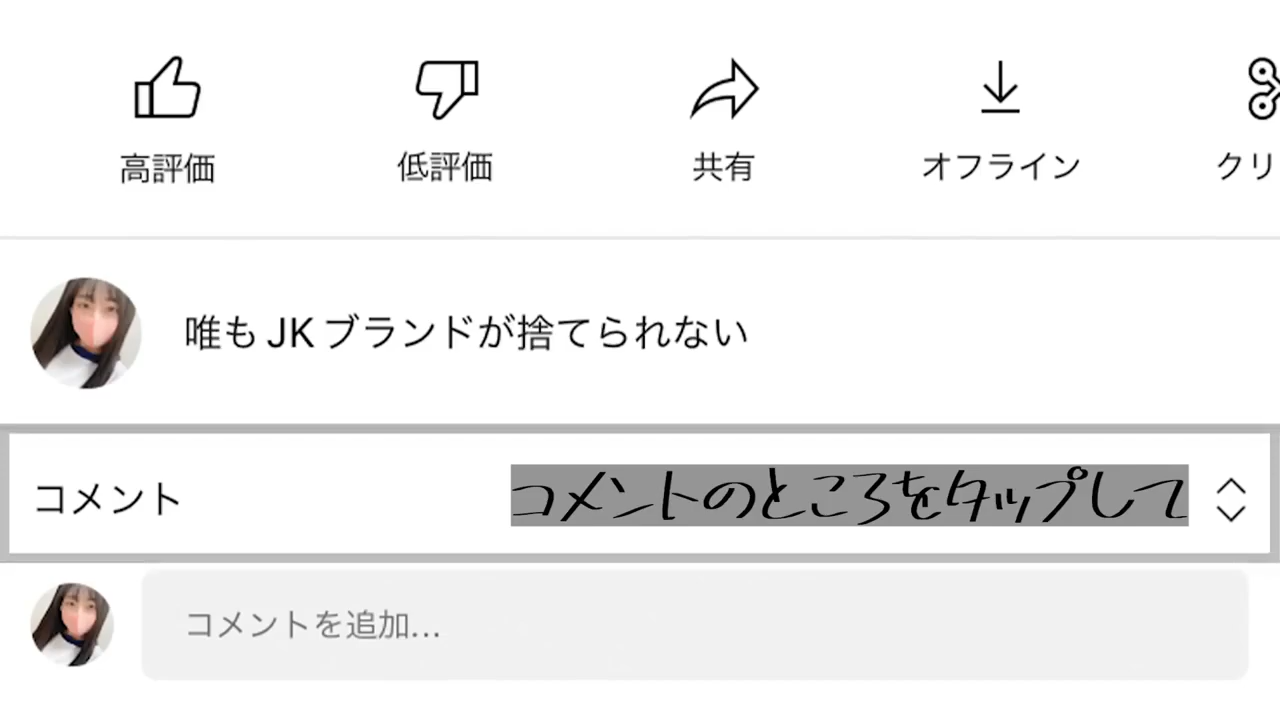 高評価 低評価 共有 オフライン クリ
唯も JK ブランドが捨てられない
コメント コメントのところをタップして
コメントを追加...